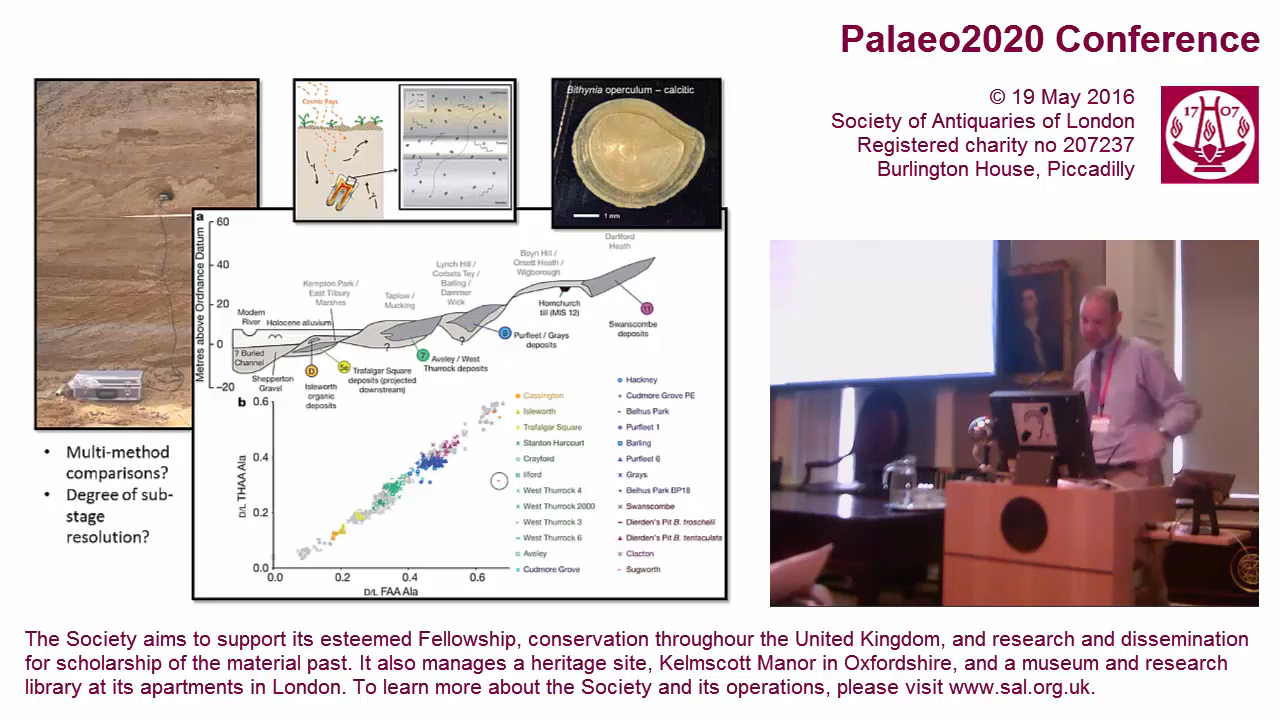 Palaeo2020 Conference
© 19 May 2016
Society of Antiquaries of London
Registered charity no 207237
Burlington House, Piccadilly
17 07
Cosmic Rays
Bithynia operculum – calcitic
1 mm
a
Metres above Ordnance Datum
60
40
20
0
–20
Dartford
Heath
Boyn Hill /
Orsett Heath /
Wigborough
Lynch Hill /
Corbets Tey /
Barling /
Dammer
Wick
Kempton Park /
East Tilbury
Marshes
Taplow /
Mucking
Modern
River
Holocene alluvium
Hornchurch
till (MIS 12)
11
Swanscombe
deposits
9
Purfleet / Grays
deposits
?
?
7
Aveley / West
Thurrock deposits
? Buried
Channel
5e
Trafalgar Square
deposits (projected
downstream)
Shepperton
Gravel
Isleworth
organic
deposits
b
D/L THAA Ala
0.6
0.4
0.2
0.0
0.0
0.2
0.4
0.6
D/L FAA Ala
Cassington
Isleworth
Trafalgar Square
Stanton Harcourt
Crayford
Ilford
West Thurrock 4
West Thurrock 2000
West Thurrock 3
West Thurrock 6
Aveley
Cudmore Grove
Hackney
Cudmore Grove PE
Belhus Park
Purfleet 1
Barling
Purfleet 6
Grays
Belhus Park BP18
Swanscombe
Dierden's Pit B. troschelii
Dierden's Pit B. tentaculata
Clacton
Sugworth
• Multi-method
comparisons?
• Degree of sub-
stage
resolution?
The Society aims to support its esteemed Fellowship, conservation throughour the United Kingdom, and research and dissemination
for scholarship of the material past. It also manages a heritage site, Kelmscott Manor in Oxfordshire, and a museum and research
library at its apartments in London. To learn more about the Society and its operations, please visit www.sal.org.uk.